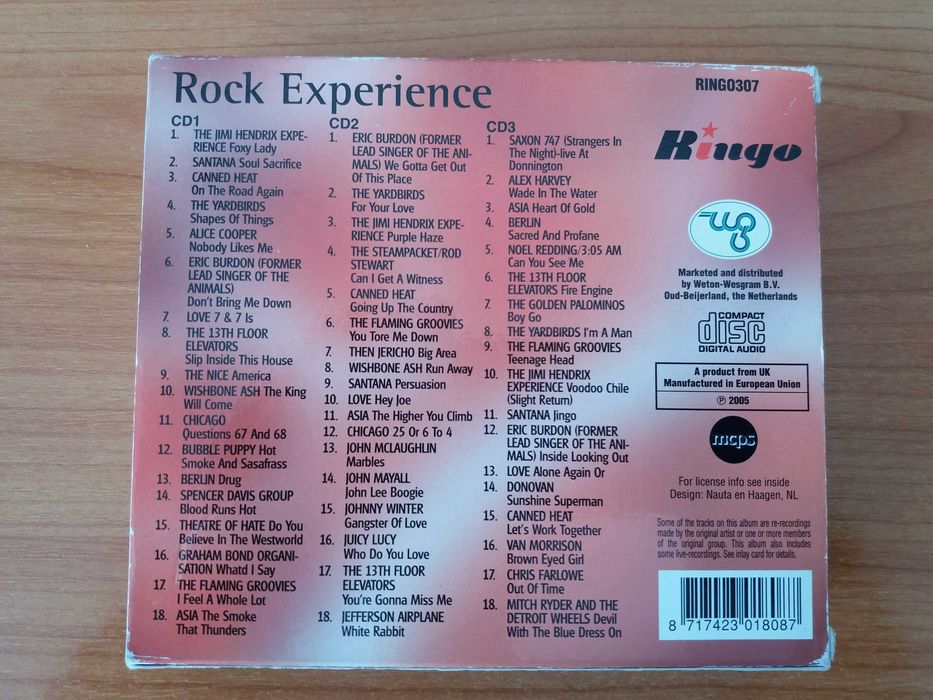 Rock Experience
CD1
1. THE JIMI HENDRIX EXPE-
RIENCE Foxy Lady
2. SANTANA Soul Sacrifice
3. CANNED HEAT
On The Road Again
4. THE YARDBIRDS
Shapes Of Things
5. ALICE COOPER
Nobody Likes Me
6. ERIC BURDON (FORMER
LEAD SINGER OF THE
ANIMALS)
Don't Bring Me Down
7. LOVE 7 & 7 Is
8. THE 13TH FLOOR
ELEVATORS
Slip Inside This House
9. THE NICE America
10. WISHBONE ASH The King
Will Come
11. CHICAGO
Questions 67 And 68
12. BUBBLE PUPPY Hot
Smoke And Sasafrass
13. BERLIN Drug
14. SPENCER DAVIS GROUP
Blood Runs Hot
15. THEATRE OF HATE Do You
Believe In The Westworld
16. GRAHAM BOND ORGANI-
SATION Whatd I Say
17. THE FLAMING GROOVIES
I Feel A Whole Lot
18. ASIA The Smoke
That Thunders
CD2
1. ERIC BURDON (FORMER
LEAD SINGER OF THE ANI-
MALS) We Gotta Get Out
Of This Place
2. THE YARDBIRDS
For Your Love
3. THE JIMI HENDRIX EXPE-
RIENCE Purple Haze
4. THE STEAMPACKET/ROD
STEWART
Can I Get A Witness
5. CANNED HEAT
Going Up The Country
6. THE FLAMING GROOVIES
You Tore Me Down
7. THEN JERICHO Big Area
8. WISHBONE ASH Run Away
9. SANTANA Persuasion
10. LOVE Hey Joe
11. ASIA The Higher You Climb
12. CHICAGO 25 Or 6 To 4
13. JOHN MCLAUGHLIN
Marbles
14. JOHN MAYALL
John Lee Boogie
15. JOHNNY WINTER
Gangster Of Love
16. JUICY LUCY
Who Do You Love
17. THE 13TH FLOOR
ELEVATORS
You're Gonna Miss Me
18. JEFFERSON AIRPLANE
White Rabbit
CD3
1. SAXON 747 (Strangers In
The Night)-live At
Donnington
2. ALEX HARVEY
Wade In The Water
3. ASIA Heart Of Gold
4. BERLIN
Sacred And Profane
5. NOEL REDDING/3:05 AM
Can You See Me
6. THE 13TH FLOOR
ELEVATORS Fire Engine
7. THE GOLDEN PALOMINOS
Boy Go
8. THE YARDBIRDS I'm A Man
9. THE FLAMING GROOVIES
Teenage Head
10. THE JIMI HENDRIX
EXPERIENCE Voodoo Chile
(Slight Return)
11. SANTANA Jingo
12. ERIC BURDON (FORMER
LEAD SINGER OF THE ANI-
MALS) Inside Looking Out
13. LOVE Alone Again Or
14. DONOVAN
Sunshine Superman
15. CANNED HEAT
Let's Work Together
16. VAN MORRISON
Brown Eyed Girl
17. CHRIS FARLOWE
Out Of Time
18. MITCH RYDER AND THE
DETROIT WHEELS Devil
With The Blue Dress On
RINGO307
Ringo
Marketed and distributed
by Weton-Wesgram B.V.
Oud-Beijerland, the Netherlands
COMPACT
disc
DIGITAL AUDIO
A product from UK
Manufactured in European Union
℗ 2005
mcps
For license info see inside
Design: Nauta en Haagen, NL
Some of the tracks on this album are re-recordings
made by the original artist or one or more members
of the original group. This album also includes
some live-recordings. See inlay card for details.
8 717423 018087